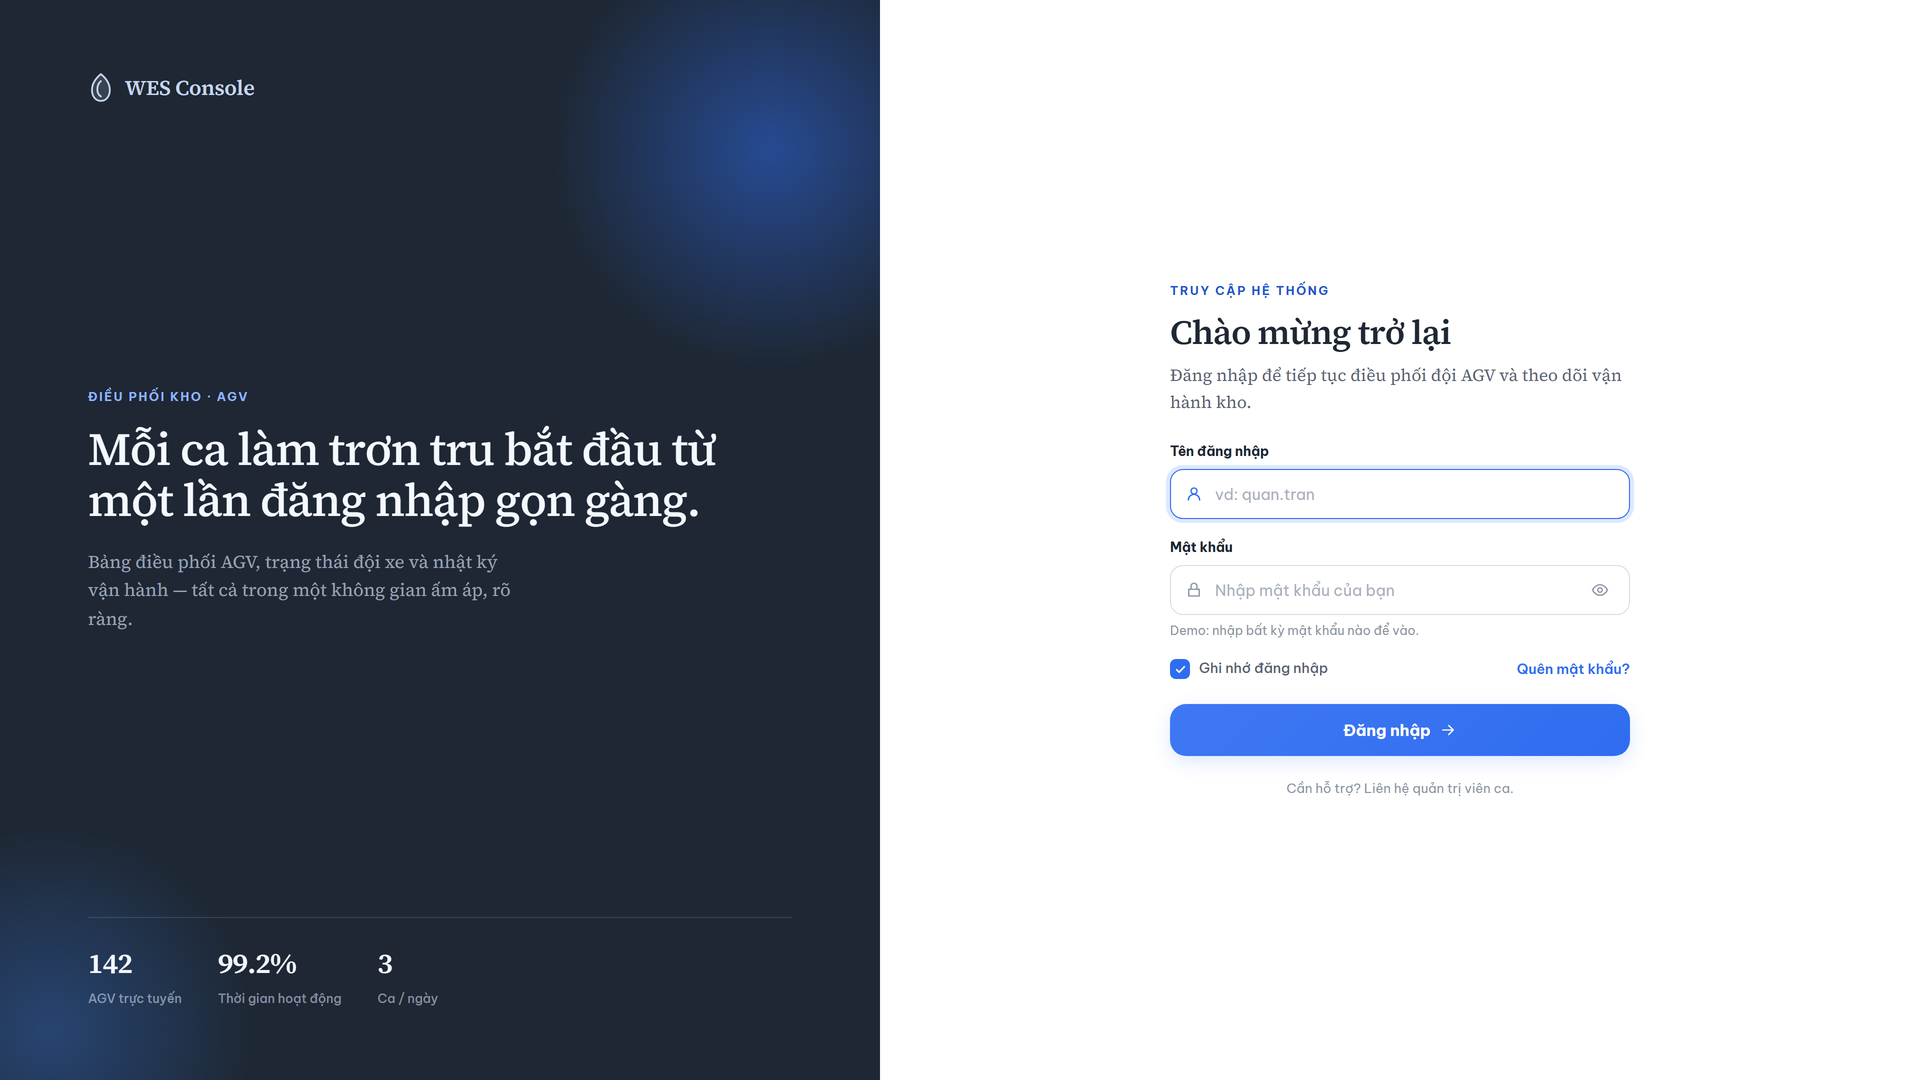 WES Console
ĐIỀU PHỐI KHO · AGV
Mỗi ca làm trơn tru bắt đầu từ
một lần đăng nhập gọn gàng.
Bảng điều phối AGV, trạng thái đội xe và nhật ký
vận hành — tất cả trong một không gian ấm áp, rõ
ràng.
142
AGV trực tuyến
99.2%
Thời gian hoạt động
3
Ca / ngày
TRUY CẬP HỆ THỐNG
Chào mừng trở lại
Đăng nhập để tiếp tục điều phối đội AGV và theo dõi vận
hành kho.
Tên đăng nhập
vd: quan.tran
Mật khẩu
Nhập mật khẩu của bạn
Demo: nhập bất kỳ mật khẩu nào để vào.
Ghi nhớ đăng nhập
Quên mật khẩu?
Đăng nhập →
Cần hỗ trợ? Liên hệ quản trị viên ca.